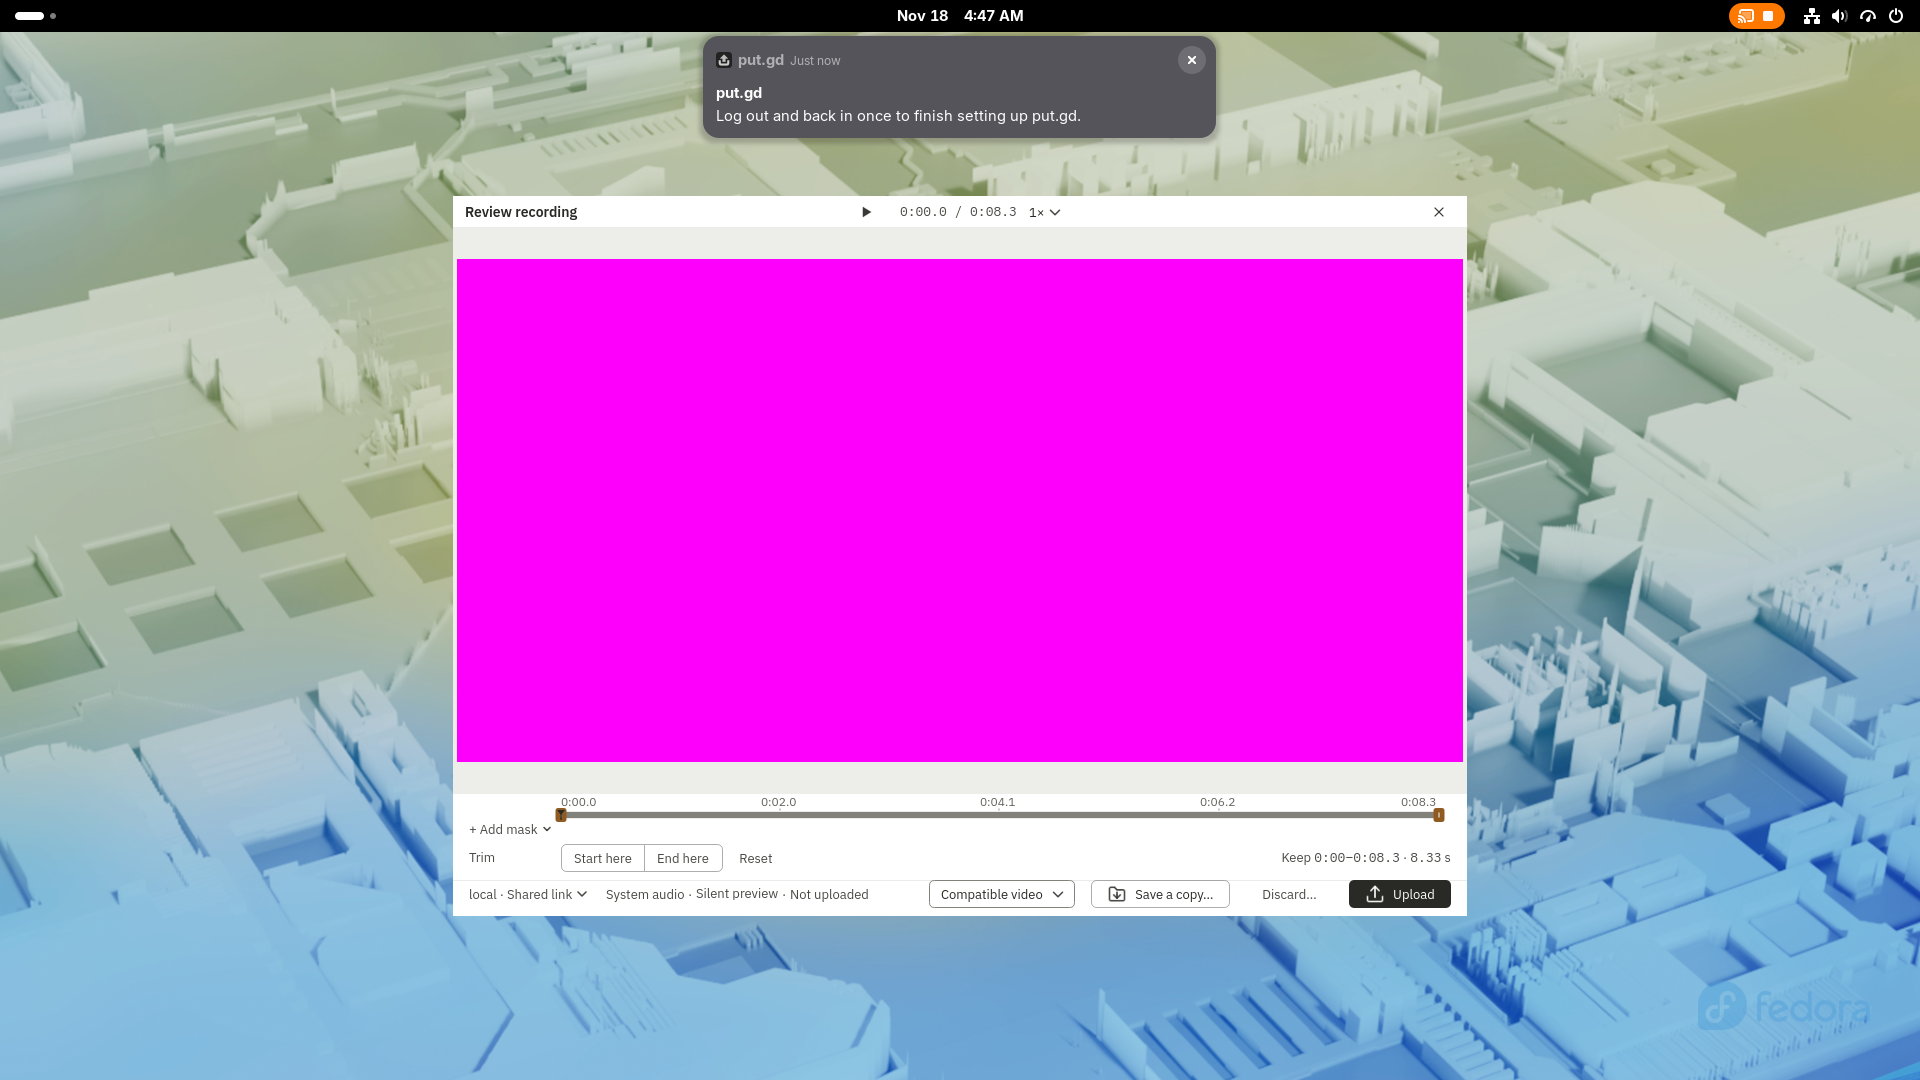 Nov 18 4:47 AM
put.gd Just now
put.gd
Log out and back in once to finish setting up put.gd.
Review recording
0:00.0 / 0:08.3 1×
0:00.0 0:02.0 0:04.1 0:06.2 0:08.3
+ Add mask
Trim Start here End here Reset Keep 0:00–0:08.3 · 8.33 s
local · Shared link System audio · Silent preview · Not uploaded Compatible video Save a copy... Discard... Upload
fedora